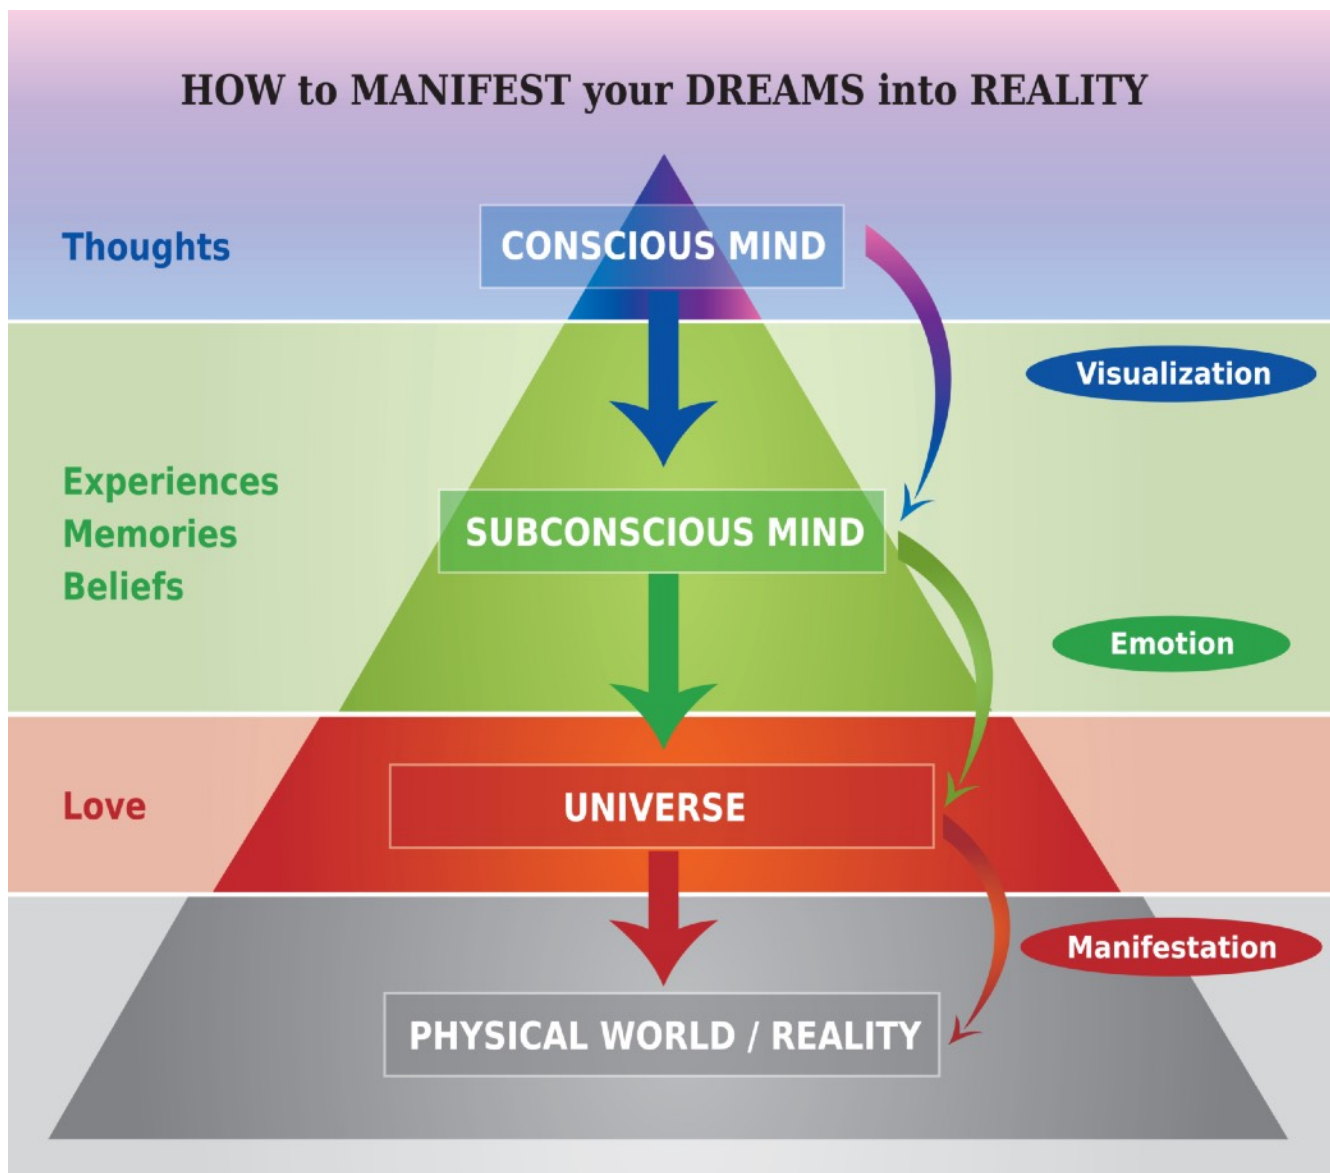 HOW to MANIFEST your DREAMS into REALITY
Thoughts
CONSCIOUS MIND
Visualization
Experiences
Memories
Beliefs
SUBCONSCIOUS MIND
Emotion
Love
UNIVERSE
Manifestation
PHYSICAL WORLD / REALITY